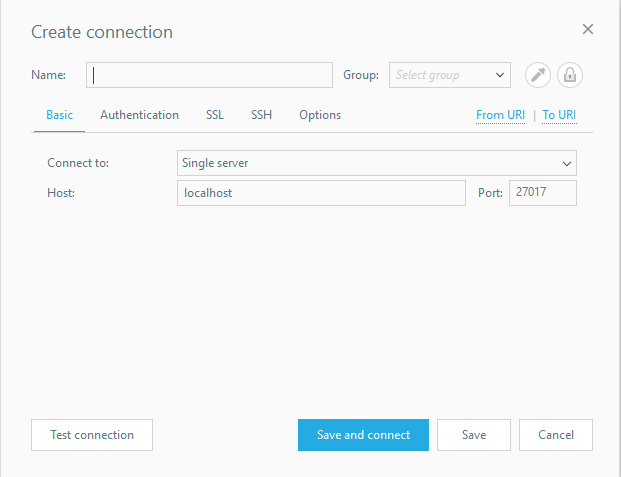 Create connection
Name: Group: Select group
Basic Authentication SSL SSH Options From URI | To URI
Connect to: Single server
Host: localhost Port: 27017
Test connection Save and connect Save Cancel